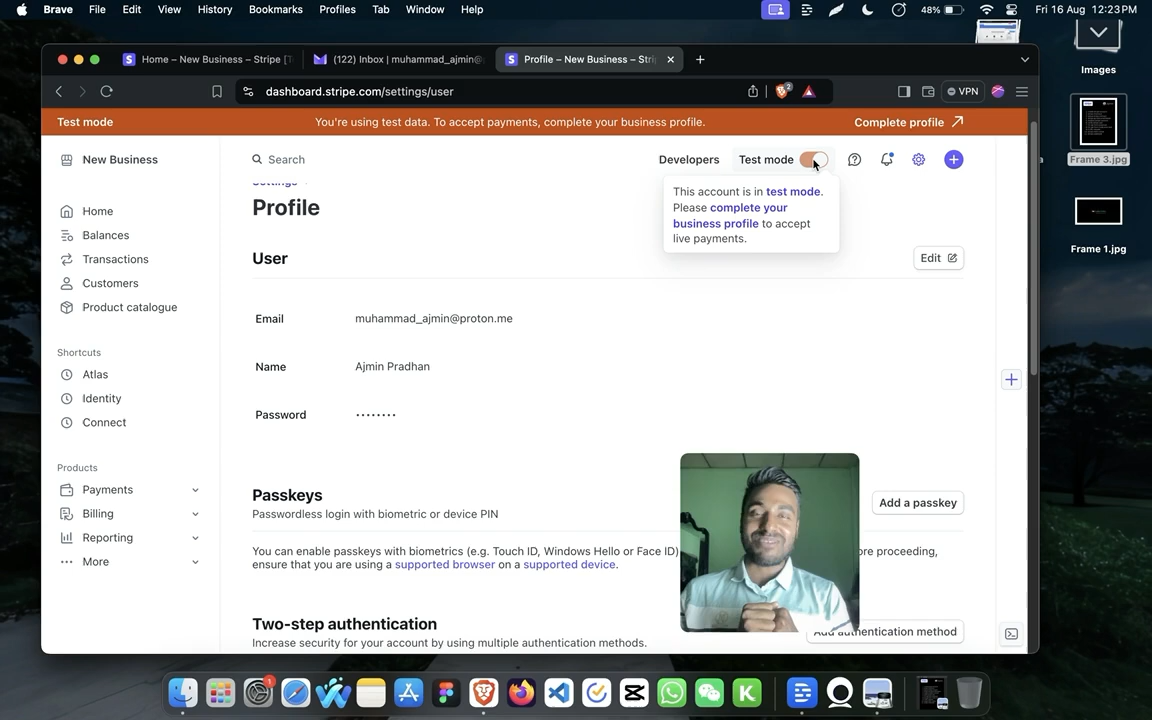 Brave File Edit View History Bookmarks Profiles Tab Window Help 48% Fri 16 Aug 12:23 PM
Home – New Business – Stripe [T
(122) Inbox | muhammad_ajmin@
Profile – New Business – Stri
dashboard.stripe.com/settings/user
2
VPN
Test mode
You're using test data. To accept payments, complete your business profile.
Complete profile
New Business
Search
Developers
Test mode
Settings
This account is in test mode.
Please complete your
business profile to accept
live payments.
Home
Balances
Transactions
Customers
Product catalogue
Shortcuts
Atlas
Identity
Connect
Products
Payments
Billing
Reporting
More
Profile
User
Edit
Email muhammad_ajmin@proton.me
Name Ajmin Pradhan
Password ········
Passkeys
Passwordless login with biometric or device PIN
Add a passkey
You can enable passkeys with biometrics (e.g. Touch ID, Windows Hello or Face ID) ore proceeding,
ensure that you are using a supported browser on a supported device.
Two-step authentication
Increase security for your account by using multiple authentication methods.
Add authentication method
Images
Frame 3.jpg
Frame 1.jpg
1
K